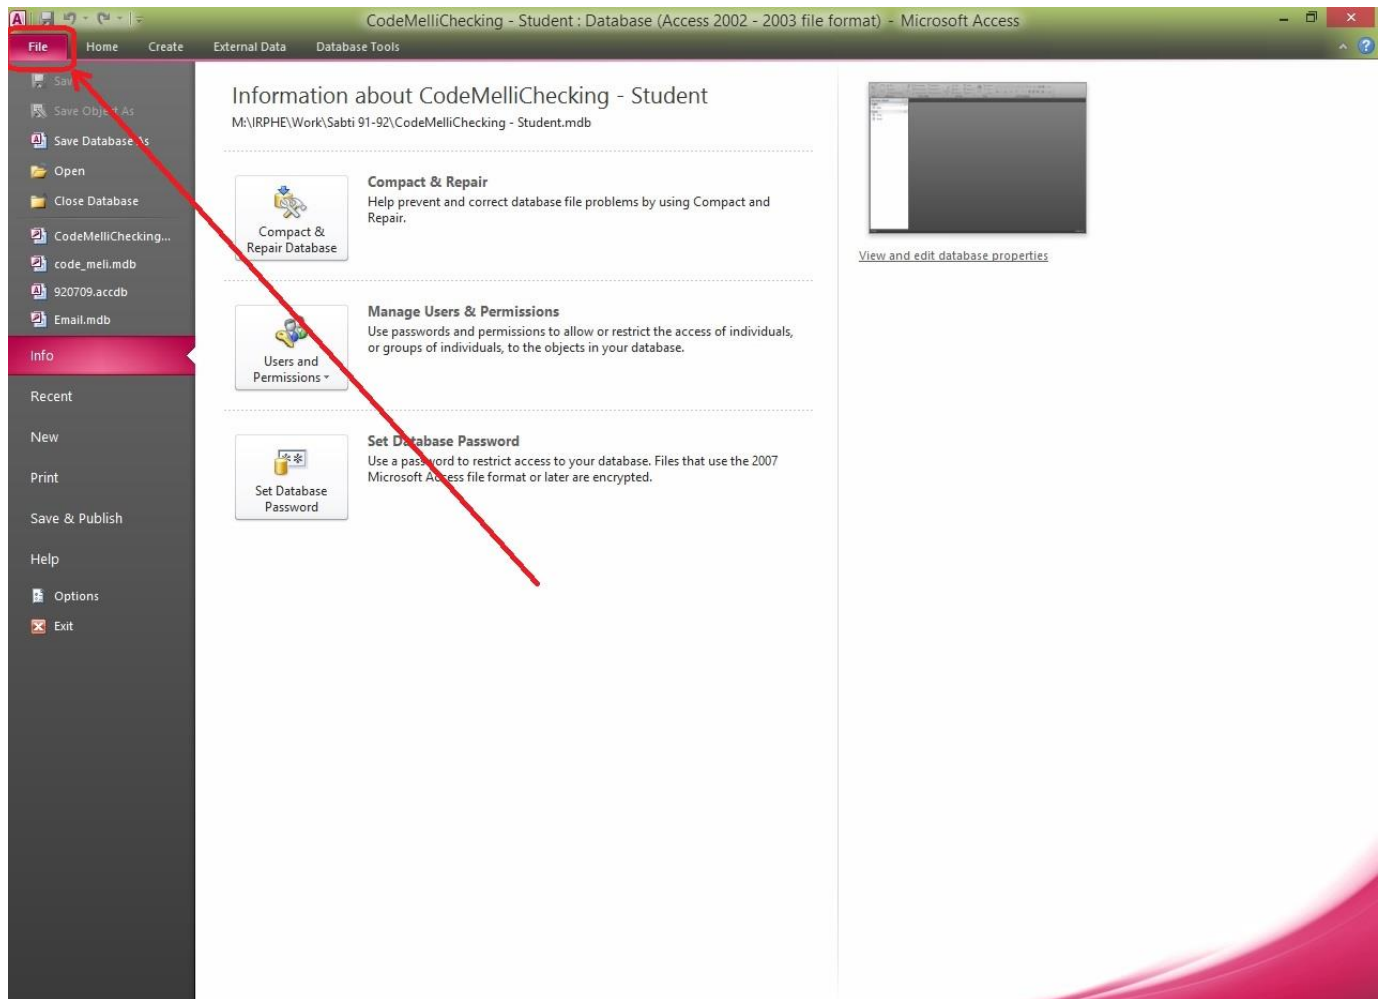 CodeMelliChecking - Student : Database (Access 2002 - 2003 file format) - Microsoft Access
File Home Create External Data Database Tools
Save
Save Object As
Save Database As
Open
Close Database
CodeMelliChecking...
code_meli.mdb
920709.accdb
Email.mdb
Info
Recent
New
Print
Save & Publish
Help
Options
Exit
Information about CodeMelliChecking - Student
M:\IRPHE\Work\Sabti 91-92\CodeMelliChecking - Student.mdb
Compact &
Repair Database
Compact & Repair
Help prevent and correct database file problems by using Compact and
Repair.
Users and
Permissions
Manage Users & Permissions
Use passwords and permissions to allow or restrict the access of individuals,
or groups of individuals, to the objects in your database.
Set Database
Password
Set Database Password
Use a password to restrict access to your database. Files that use the 2007
Microsoft Access file format or later are encrypted.
View and edit database properties